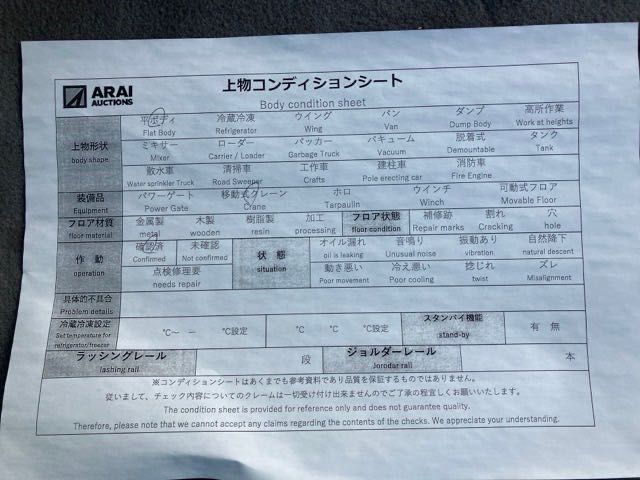 ARAI
AUCTIONS
上物コンディションシート
Body condition sheet
上物形状
body shape
平ボディ 冷蔵冷凍 ウイング バン ダンプ 高所作業
Flat Body Refrigerator Wing Van Dump Body Work at heights
ミキサー ローダー パッカー バキューム 脱着式 タンク
Mixer Carrier / Loader Garbage Truck Vacuum Demountable Tank
散水車 清掃車 工作車 建柱車 消防車
Water sprinkler Truck Road Sweeper Crafts Pole erecting car Fire Engine
装備品
Equipment
パワーゲート 移動式クレーン ホロ ウインチ 可動式フロア
Power Gate Crane Tarpaulin Winch Movable Floor
フロア材質
floor material
金属製 木製 樹脂製 加工
metal wooden resin processing
フロア状態
floor condition
補修跡 割れ 穴
Repair marks Cracking hole
作動
operation
確認済 未確認
Confirmed Not confirmed
点検修理要
needs repair
状態
situation
オイル漏れ 音鳴り 振動あり 自然降下
oil is leaking Unusual noise vibration natural descent
動き悪い 冷え悪い 捻じれ ズレ
Poor movement Poor cooling twist Misalignment
具体的不具合
Problem details
冷蔵冷凍設定
Set temperature for
refrigerator/freezer
℃〜 ー ℃設定 ℃ ℃ ℃設定
スタンバイ機能
stand-by
有 無
ラッシングレール
lashing rail
段
ジョルダーレール
Jorodar rail
本
※コンディションシートはあくまでも参考資料であり品質を保証するものではありません。
従いまして、チェック内容についてのクレームは一切受け付け出来ませんのでご了承の程宜しくお願いいたします。
The condition sheet is provided for reference only and does not guarantee quality.
Therefore, please note that we cannot accept any claims regarding the contents of the checks. We appreciate your understanding.